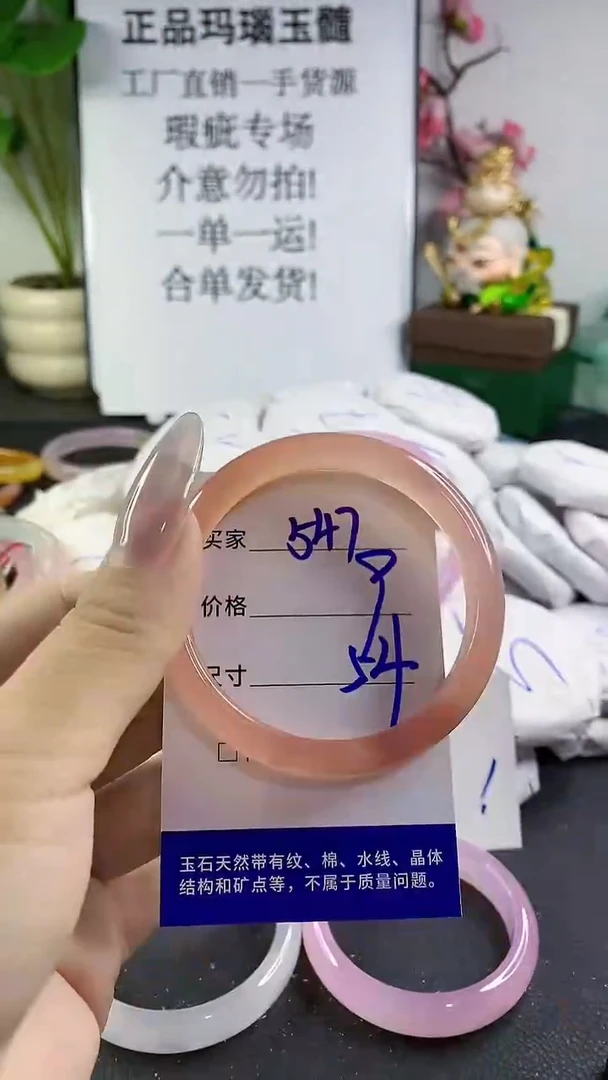 正品玛瑙玉髓
工厂直销一手货源
瑕疵专场
介意勿拍!
一单一运!
合单发货!
买家 547
价格
尺寸 54
玉石天然带有纹、棉、水线、晶体
结构和矿点等，不属于质量问题。